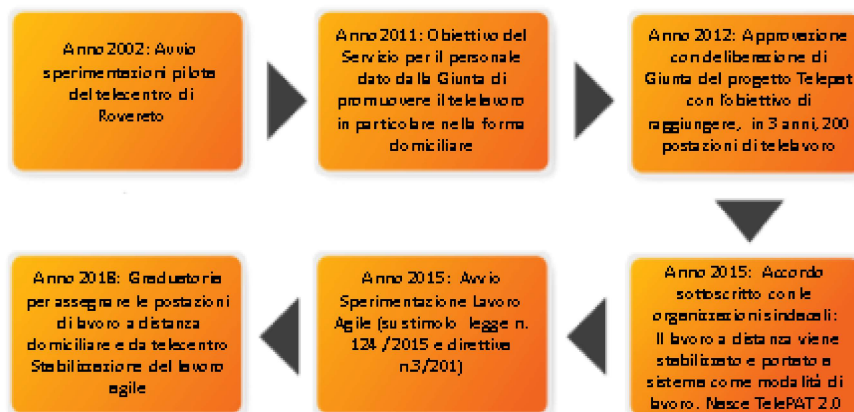 Anno 2002: Avvio
sperimentazioni pilota
del telecentro di
Rovereto
Anno 2011: Obiettivo del
Servizio per il personale
dato dalla Giunta di
promuovere il telelavoro
in particolare nella forma
domiciliare
Anno 2012: Approvazione
con deliberazione di
Giunta del progetto Telepat
con l'obiettivo di
raggiungere, in 3 anni, 200
postazioni di telelavoro
Anno 2015: Accordo
sottoscritto con le
organizzazioni sindacali:
Il lavoro a distanza viene
stabilizzato e portato a
sistema come modalità di
lavoro. Nasce TelePAT 2.0
Anno 2015: Avvio
Sperimentazione Lavoro
Agile (su stimolo legge n.
124 /2015 e direttiva
n.3/201)
Anno 2018: Graduatoria
per assegnare le postazioni
di lavoro a distanza
domiciliare e da telecentro
Stabilizzazione del lavoro
agile